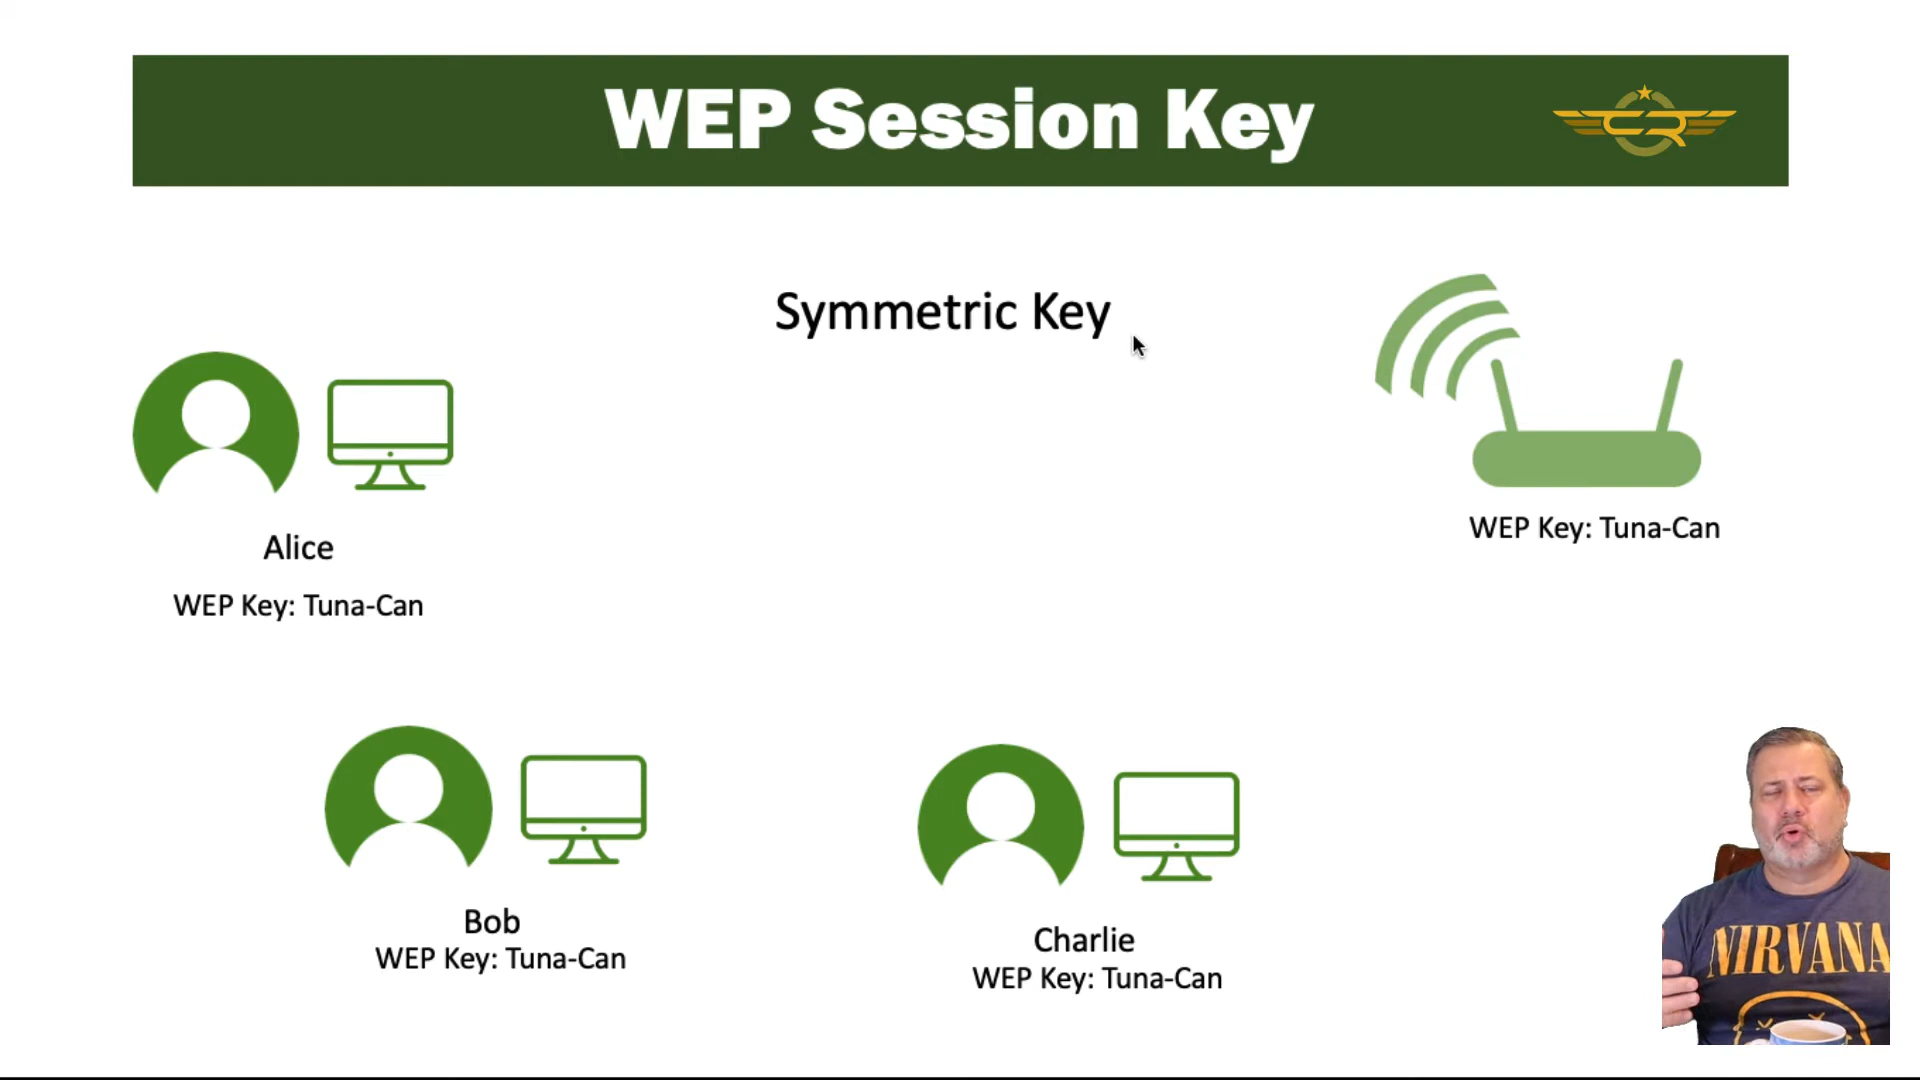 WEP Session Key
CR
Symmetric Key
Alice
WEP Key: Tuna-Can
WEP Key: Tuna-Can
Bob
WEP Key: Tuna-Can
Charlie
WEP Key: Tuna-Can
NIRVANA